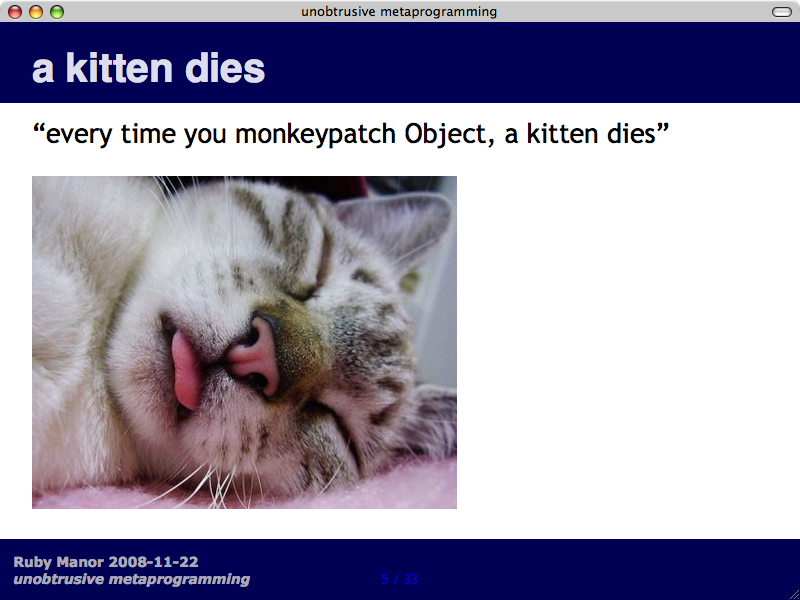 unobtrusive metaprogramming
a kitten dies
“every time you monkeypatch Object, a kitten dies”
Ruby Manor 2008-11-22
unobtrusive metaprogramming
5 / 33